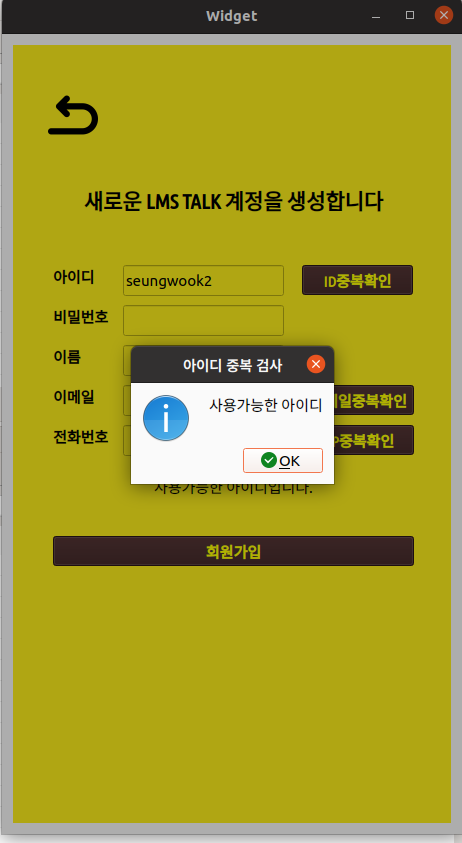 Widget
새로운 LMS TALK 계정을 생성합니다
아이디 seungwook2 ID중복확인
비밀번호
이름
아이디 중복 검사
사용가능한 아이디
OK
이메일 일중복확인
전화번호 P중복확인
사용가능한 아이디입니다.
회원가입